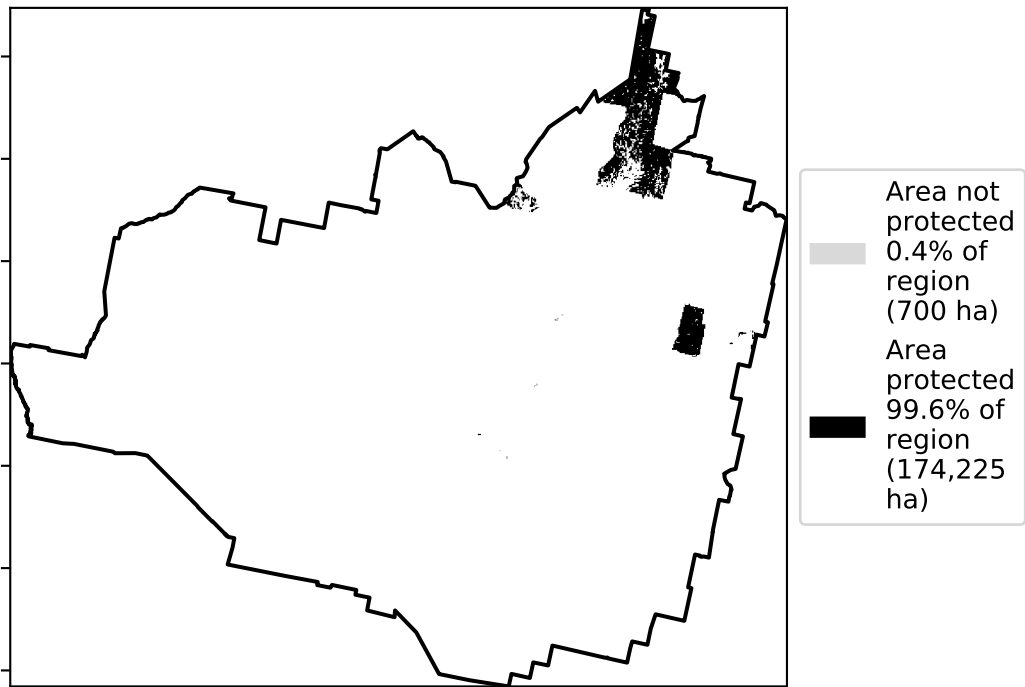 Area not
protected
0.4% of
region
(700 ha)
Area
protected
99.6% of
region
(174,225
ha)